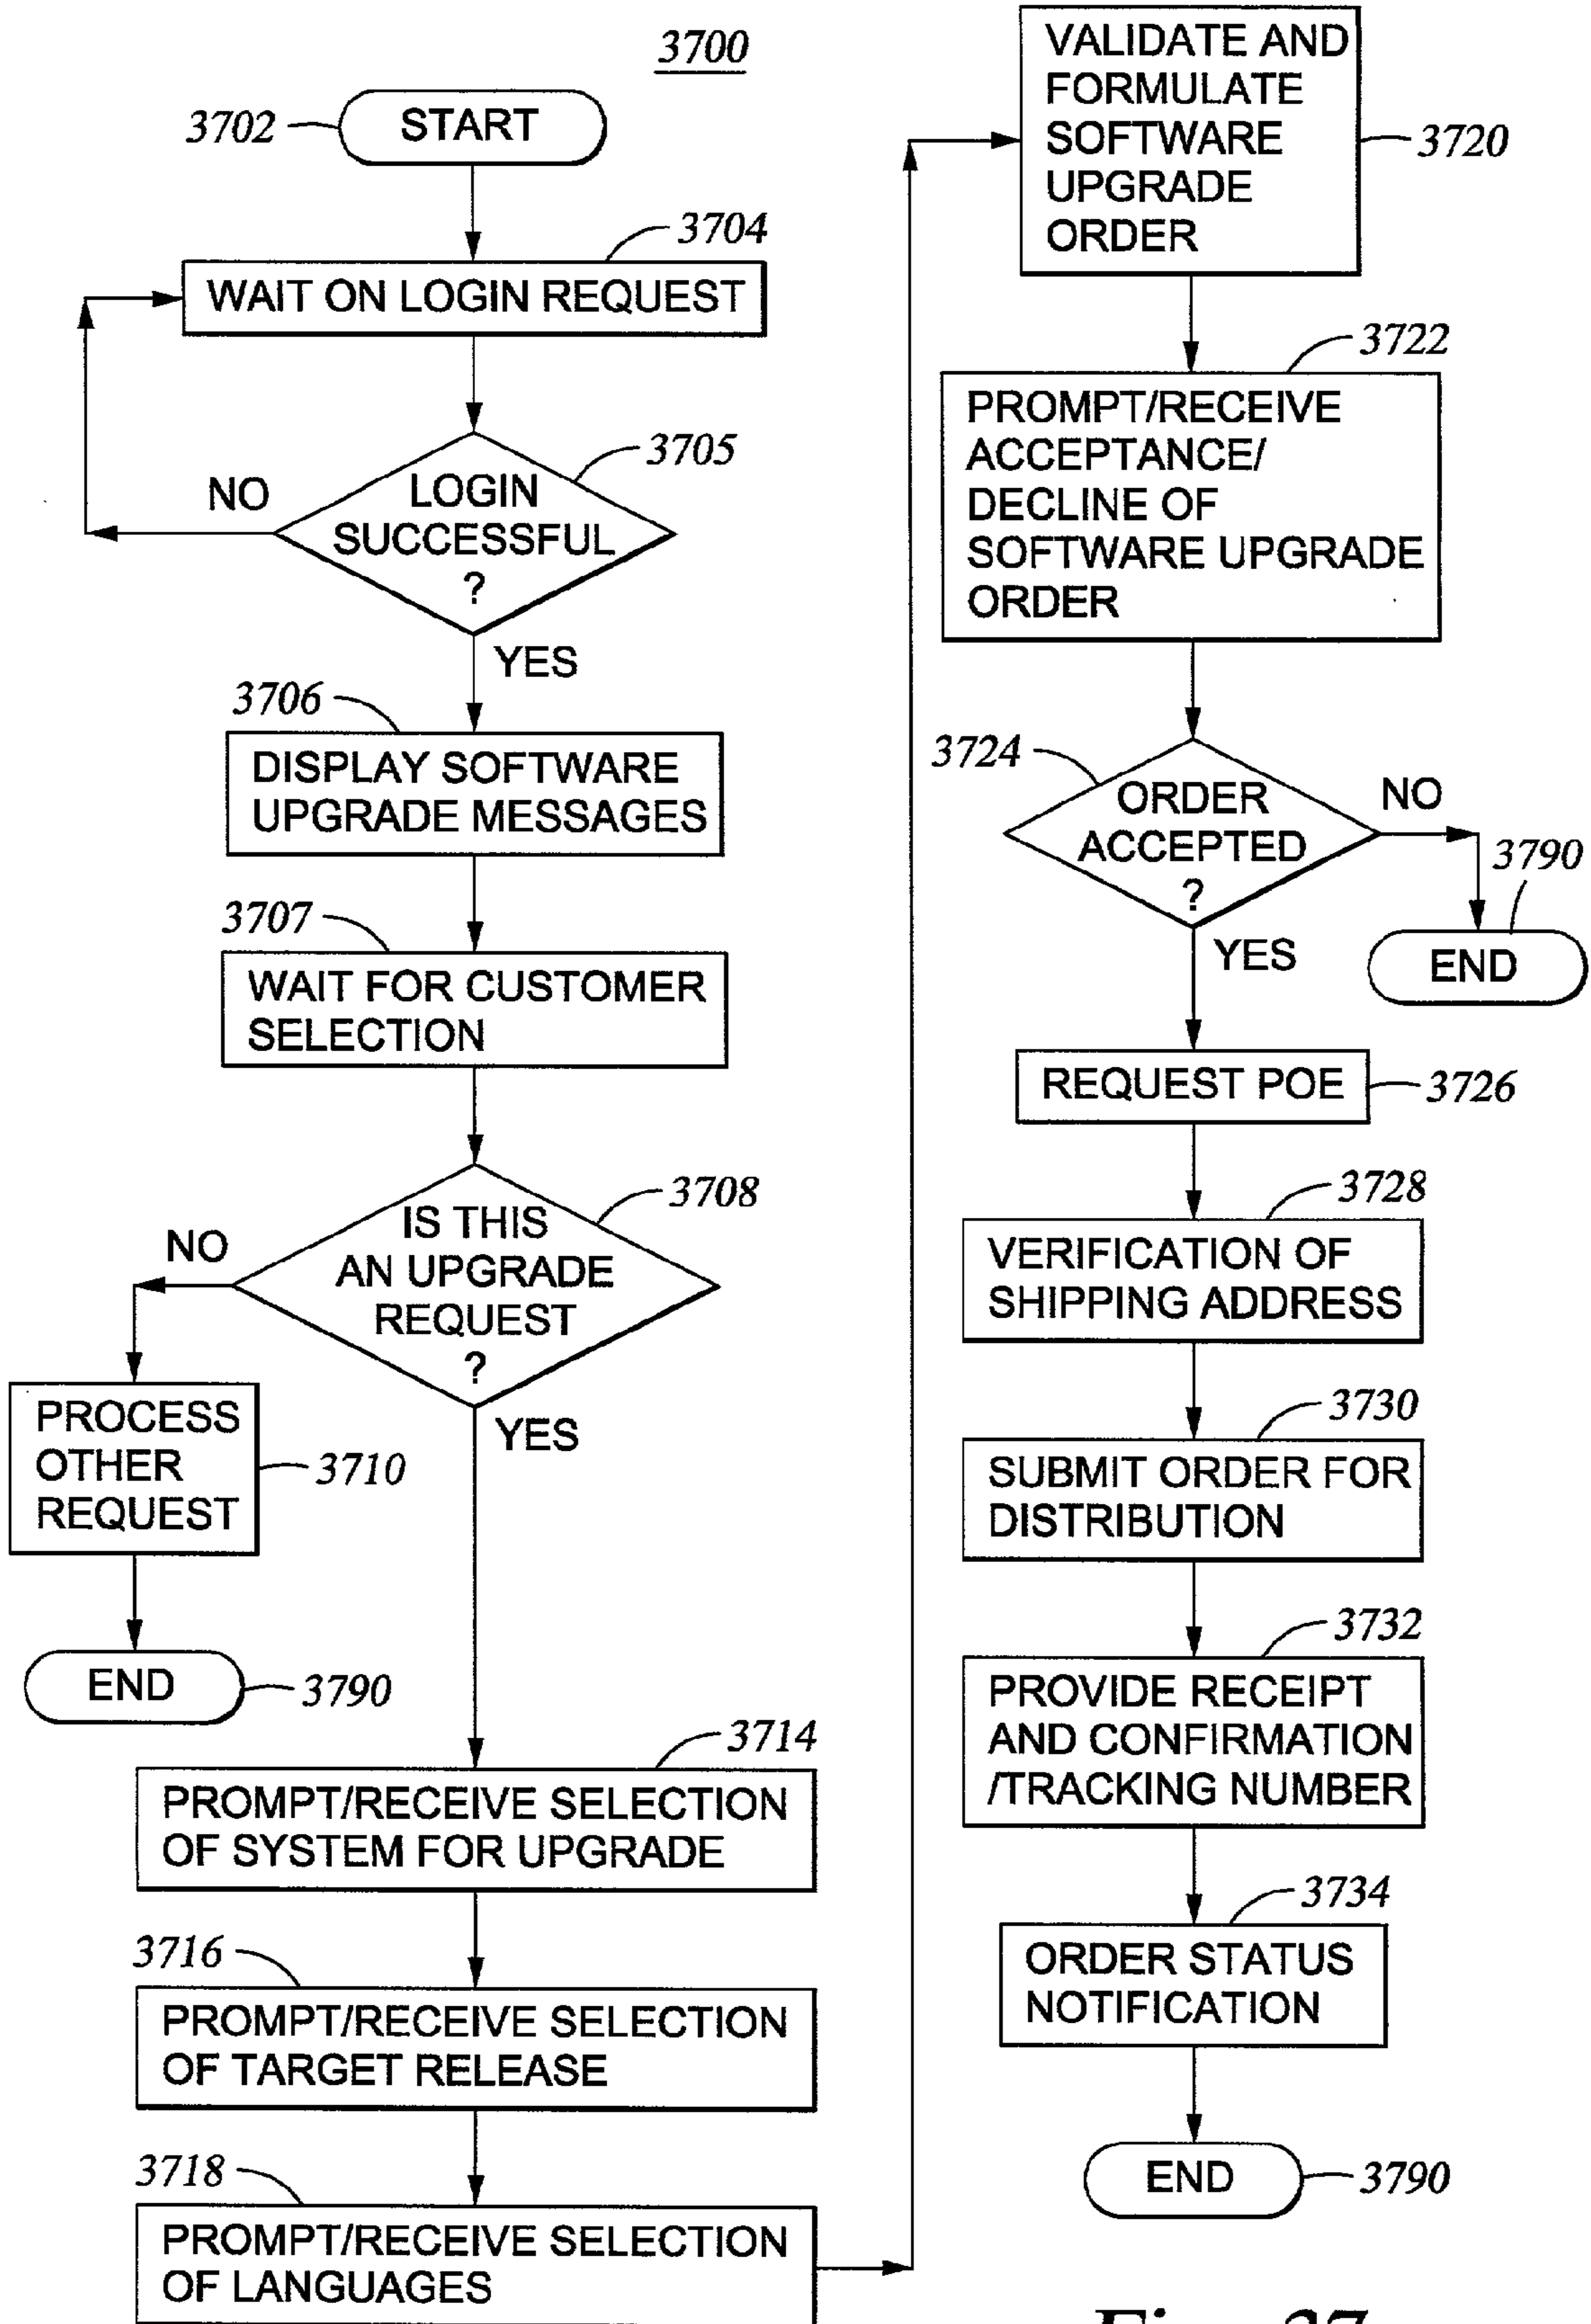 3700
3702
START
3704
WAIT ON LOGIN REQUEST
3705
NO
LOGIN
SUCCESSFUL
?
YES
3706
DISPLAY SOFTWARE
UPGRADE MESSAGES
3707
WAIT FOR CUSTOMER
SELECTION
3708
NO
IS THIS
AN UPGRADE
REQUEST
?
YES
PROCESS
OTHER
REQUEST
3710
END
3790
3714
PROMPT/RECEIVE SELECTION
OF SYSTEM FOR UPGRADE
3716
PROMPT/RECEIVE SELECTION
OF TARGET RELEASE
3718
PROMPT/RECEIVE SELECTION
OF LANGUAGES
VALIDATE AND
FORMULATE
SOFTWARE
UPGRADE
ORDER
3720
3722
PROMPT/RECEIVE
ACCEPTANCE/
DECLINE OF
SOFTWARE UPGRADE
ORDER
3724
ORDER
ACCEPTED
?
NO
3790
END
YES
REQUEST POE
3726
3728
VERIFICATION OF
SHIPPING ADDRESS
3730
SUBMIT ORDER FOR
DISTRIBUTION
3732
PROVIDE RECEIPT
AND CONFIRMATION
/TRACKING NUMBER
3734
ORDER STATUS
NOTIFICATION
END
3790